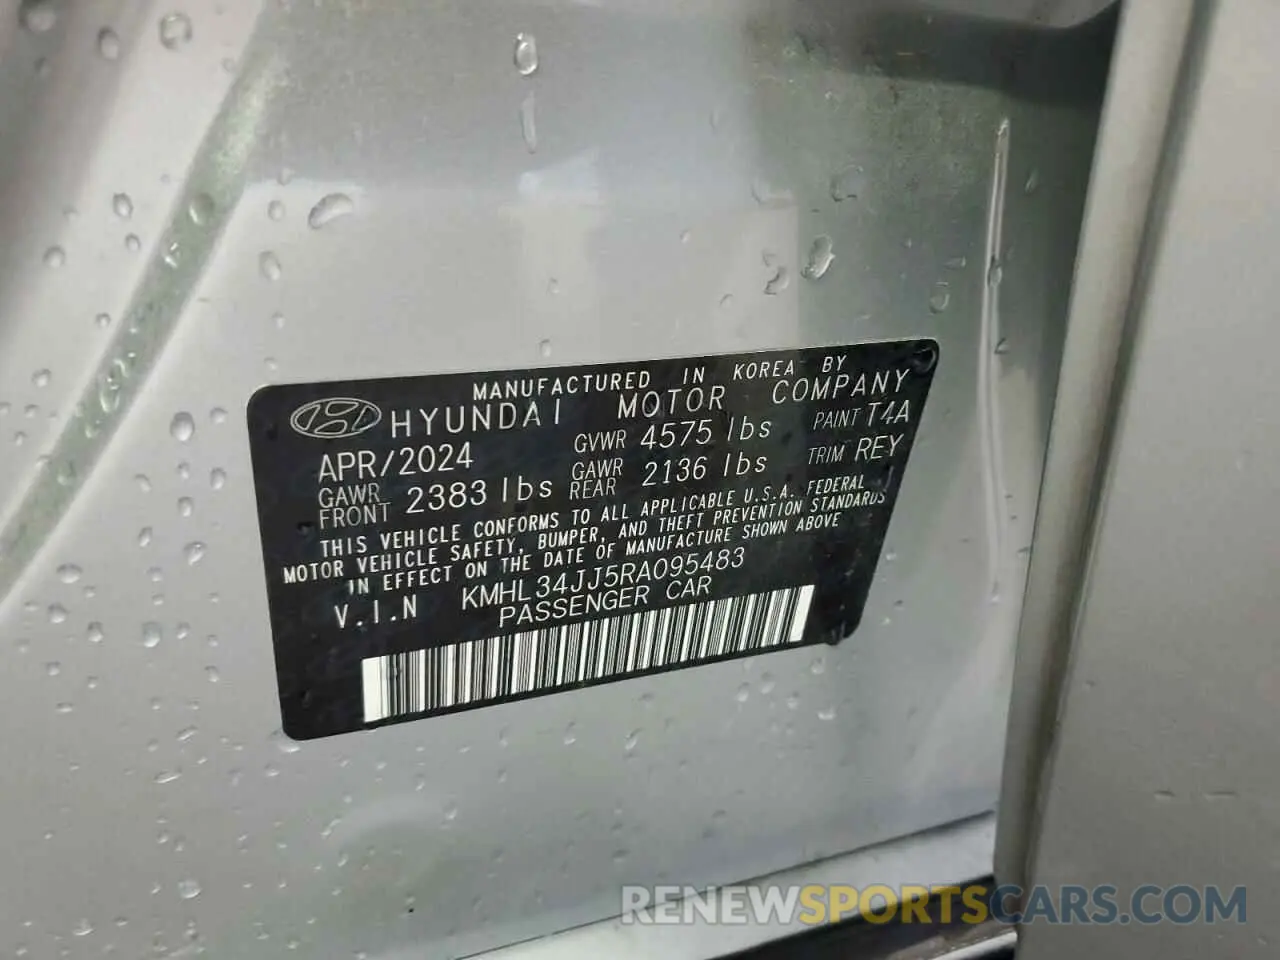 MANUFACTURED IN KOREA BY
HYUNDAI MOTOR COMPANY
APR/2024 GVWR 4575 lbs PAINT T4A
GAWR FRONT 2383 lbs GAWR REAR 2136 lbs TRIM REY
THIS VEHICLE CONFORMS TO ALL APPLICABLE U.S.A. FEDERAL
MOTOR VEHICLE SAFETY, BUMPER, AND THEFT PREVENTION STANDARDS
IN EFFECT ON THE DATE OF MANUFACTURE SHOWN ABOVE
V.I.N KMHL34JJ5RA095483
PASSENGER CAR
RENEWSPORTSCARS.COM